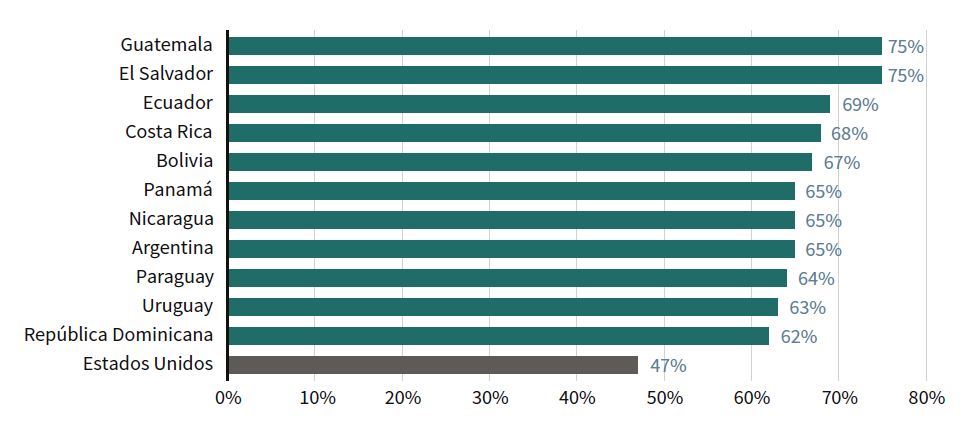 Guatemala 75%
El Salvador 75%
Ecuador 69%
Costa Rica 68%
Bolivia 67%
Panamá 65%
Nicaragua 65%
Argentina 65%
Paraguay 64%
Uruguay 63%
República Dominicana 62%
Estados Unidos 47%
0% 10% 20% 30% 40% 50% 60% 70% 80%